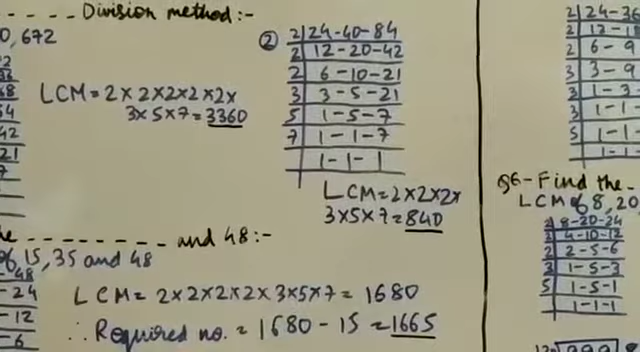 Division method:-
0, 672
LCM = 2 × 2 × 2 × 2 × 2 ×
3 × 5 × 7 = 3360
② 2 | 24 - 40 - 84
2 | 12 - 20 - 42
2 | 6 - 10 - 21
3 | 3 - 5 - 21
5 | 1 - 5 - 7
7 | 1 - 1 - 7
1 - 1 - 1
LCM = 2 × 2 × 2 ×
3 × 5 × 7 = 840
and 48:-
of 15, 35 and 48
- 48
- 24
- 12
- 6
LCM = 2 × 2 × 2 × 2 × 3 × 5 × 7 = 1680
∴ Required no. = 1680 - 15 = 1665
2 | 24 - 36
2 | 12 - 18
2 | 6 - 9
3 | 3 - 9
3 | 1 - 3 -
5 | 1 - 1 -
1 - 1 -
Q6 - Find the -
LCM of 8, 20,
2 | 8 - 20 - 24
2 | 4 - 10 - 12
2 | 2 - 5 - 6
3 | 1 - 5 - 3
5 | 1 - 5 - 1
1 - 1 - 1